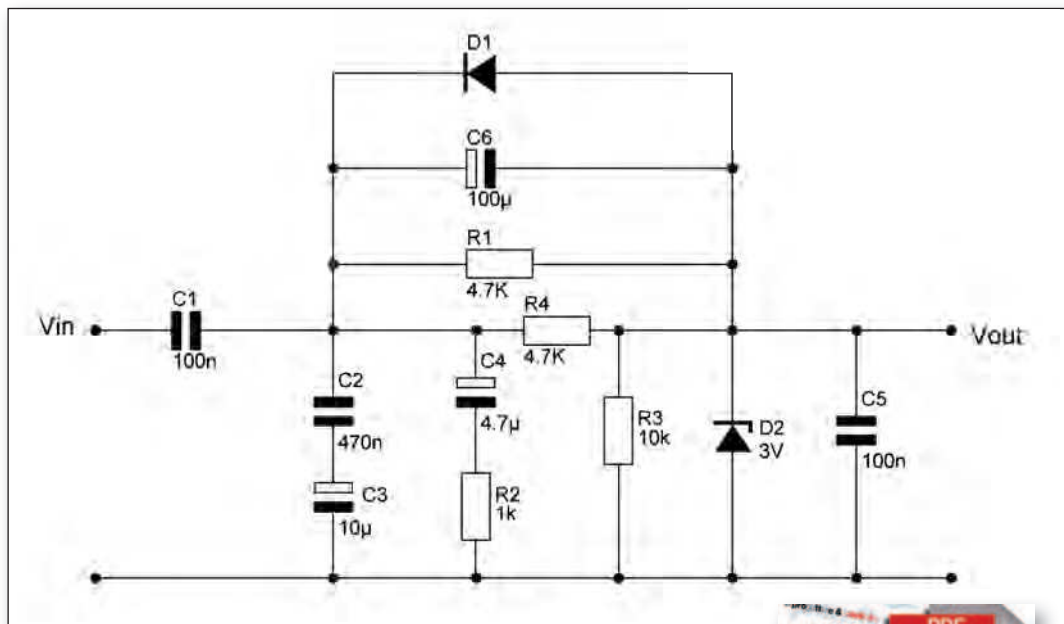 D1
C6
100µ
R1
4.7K
R4
4.7K
Vin
C1
100n
C2
470n
C3
10µ
C4
4.7µ
R2
1k
R3
10k
D2
3V
C5
100n
Vout
PDF